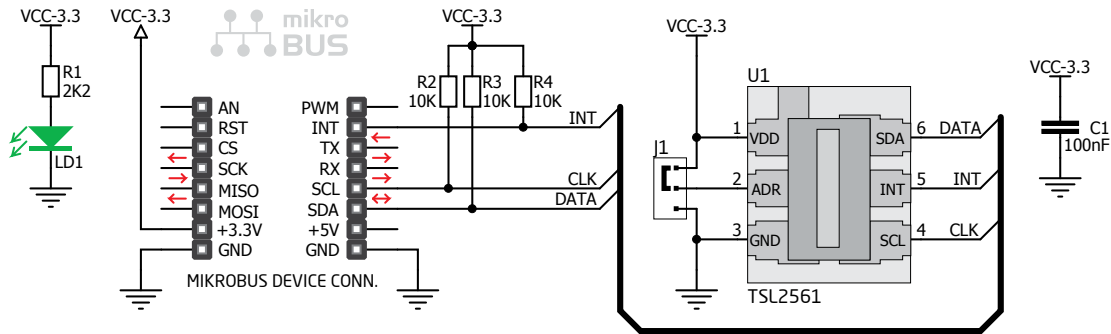 VCC-3.3
R1
2K2
LD1
VCC-3.3
mikro
BUS
AN
RST
CS
SCK
MISO
MOSI
+3.3V
GND
PWM
INT
TX
RX
SCL
SDA
+5V
GND
MIKROBUS DEVICE CONN.
VCC-3.3
R2
10K
R3
10K
R4
10K
INT
CLK
DATA
VCC-3.3
J1
U1
1
VDD
2
ADR
3
GND
SDA
6
DATA
INT
5
INT
SCL
4
CLK
TSL2561
VCC-3.3
C1
100nF